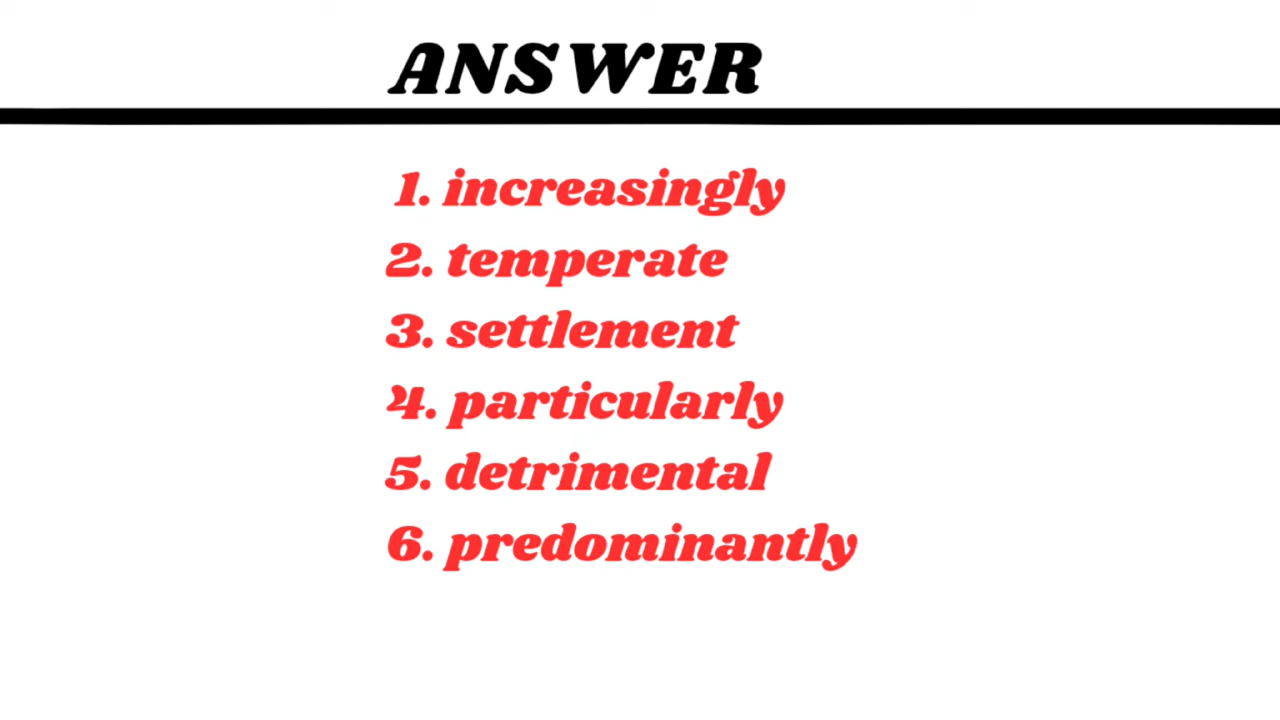 ANSWER
1. increasingly
2. temperate
3. settlement
4. particularly
5. detrimental
6. predominantly